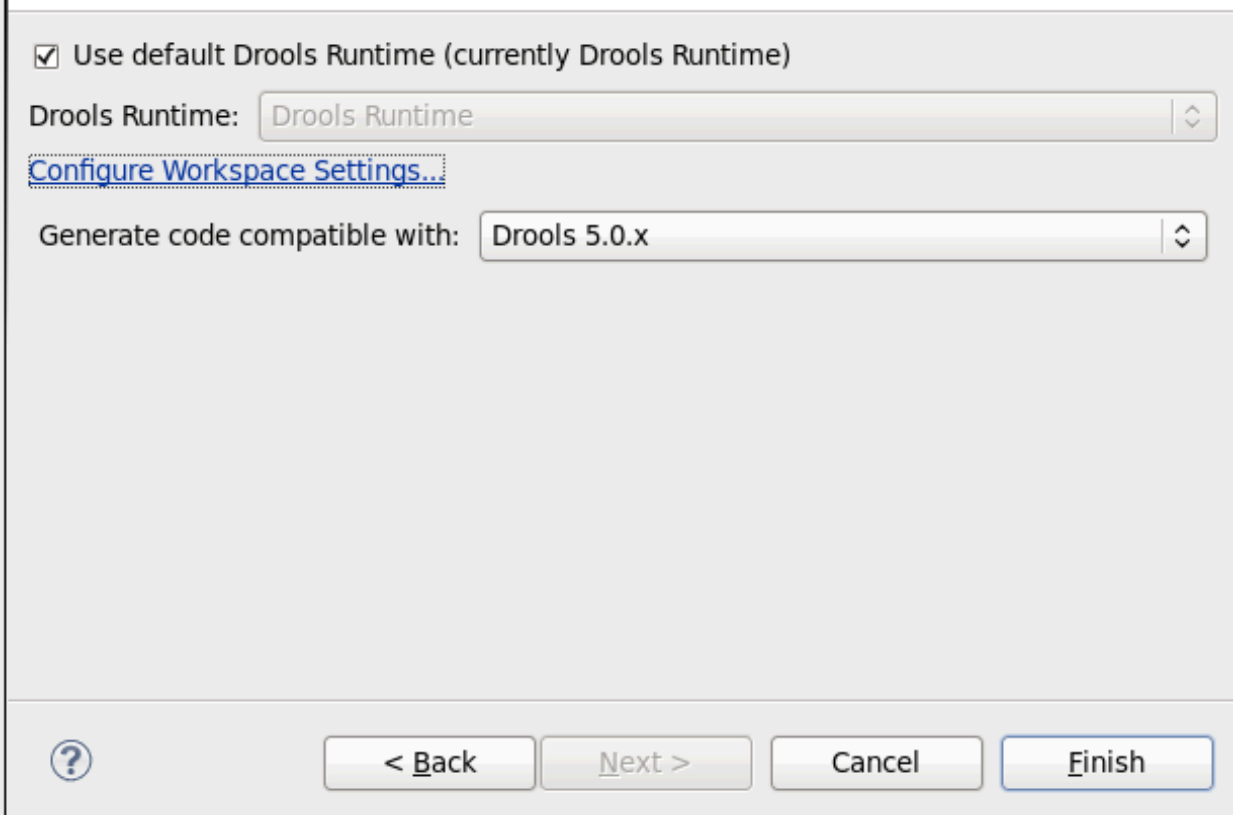 Use default Drools Runtime (currently Drools Runtime)
Drools Runtime: Drools Runtime
Configure Workspace Settings...
Generate code compatible with: Drools 5.0.x
? < Back Next > Cancel Finish